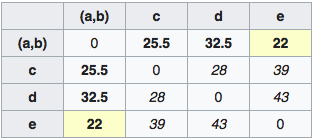 (a,b) c d e
(a,b) 0 25.5 32.5 22
c 25.5 0 28 39
d 32.5 28 0 43
e 22 39 43 0